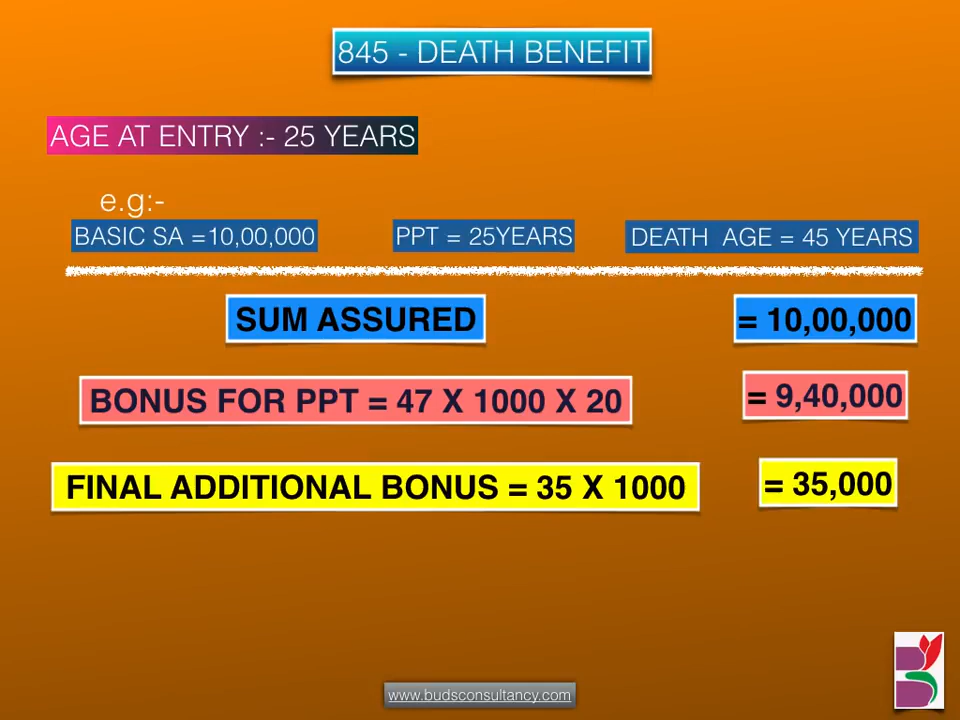 845 - DEATH BENEFIT
AGE AT ENTRY :- 25 YEARS
e.g:-
BASIC SA =10,00,000 PPT = 25YEARS DEATH AGE = 45 YEARS
SUM ASSURED = 10,00,000
BONUS FOR PPT = 47 X 1000 X 20 = 9,40,000
FINAL ADDITIONAL BONUS = 35 X 1000 = 35,000
www.budsconsultancy.com